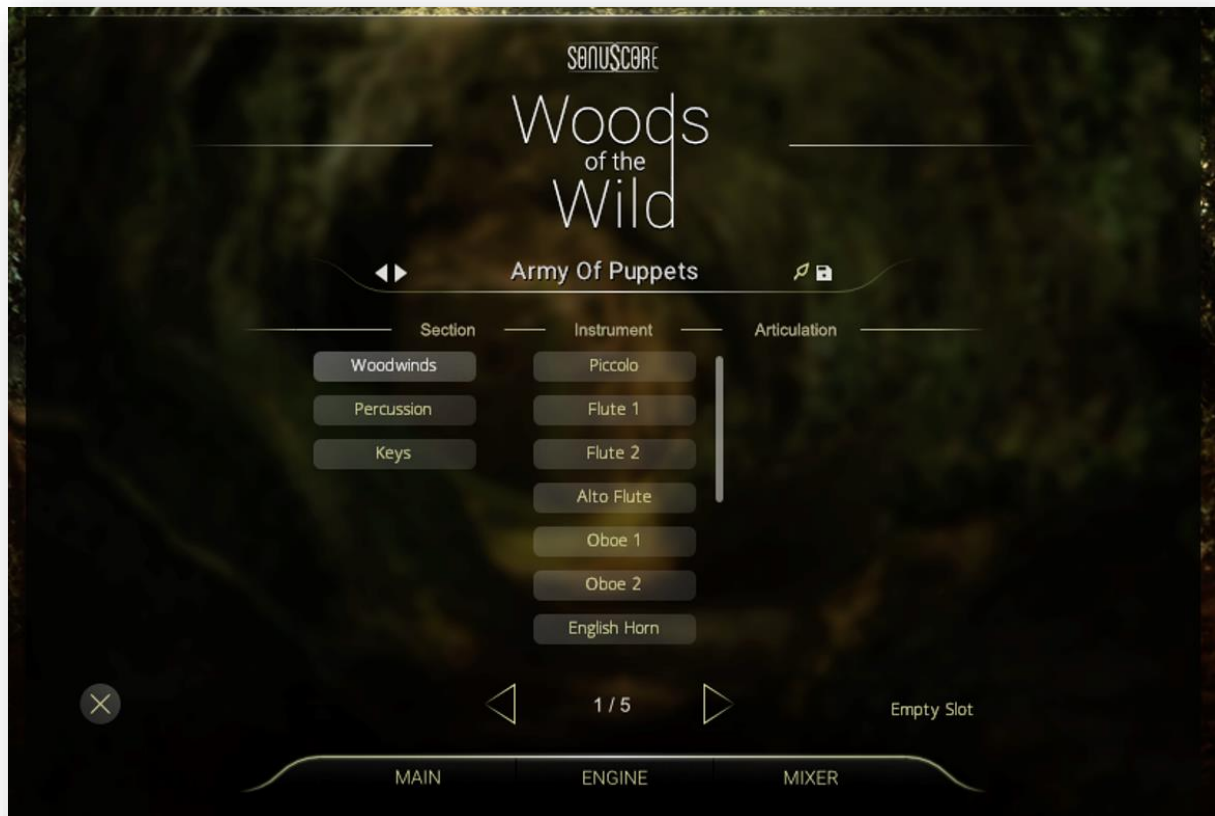 SONUSCORE
Woods
of the
Wild
Army Of Puppets
Section Instrument Articulation
Woodwinds Piccolo
Percussion Flute 1
Keys Flute 2
Alto Flute
Oboe 1
Oboe 2
English Horn
1 / 5
Empty Slot
MAIN ENGINE MIXER